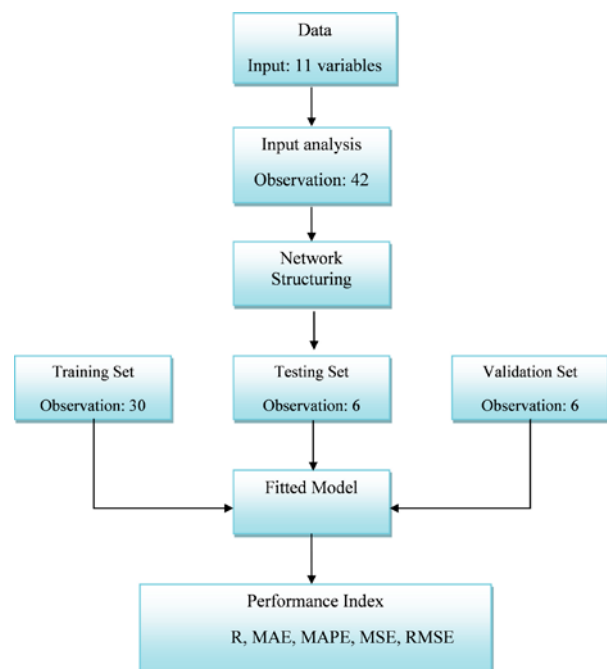 Data
Input: 11 variables
Input analysis
Observation: 42
Network
Structuring
Training Set
Observation: 30
Testing Set
Observation: 6
Validation Set
Observation: 6
Fitted Model
Performance Index
R, MAE, MAPE, MSE, RMSE